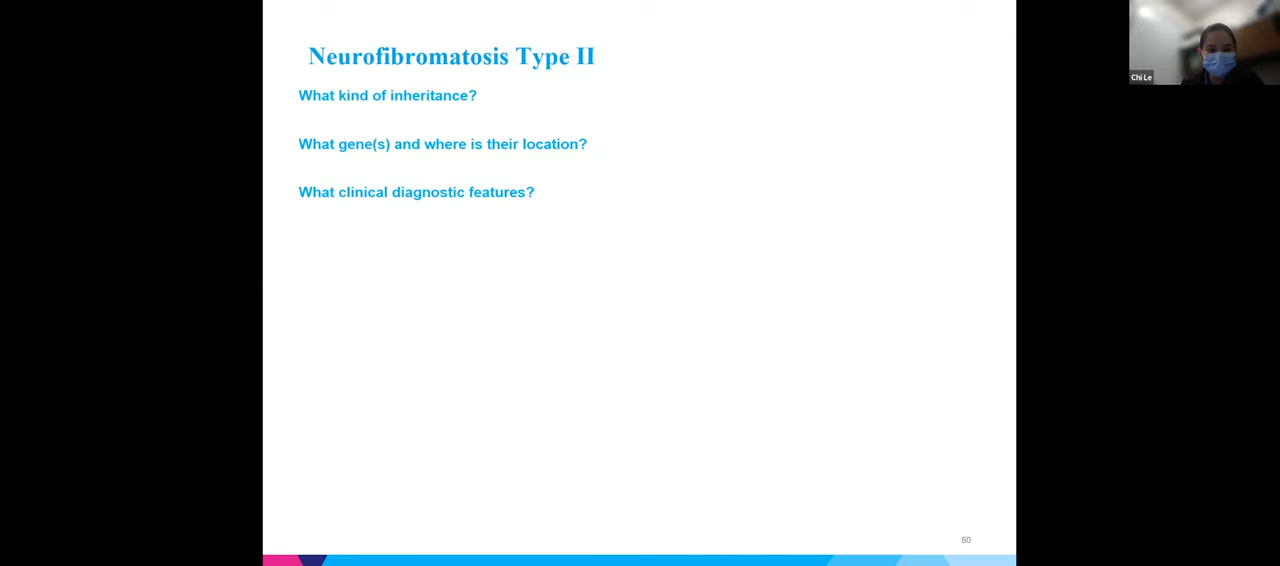 Neurofibromatosis Type II
Chi Le
What kind of inheritance?
What gene(s) and where is their location?
What clinical diagnostic features?
60